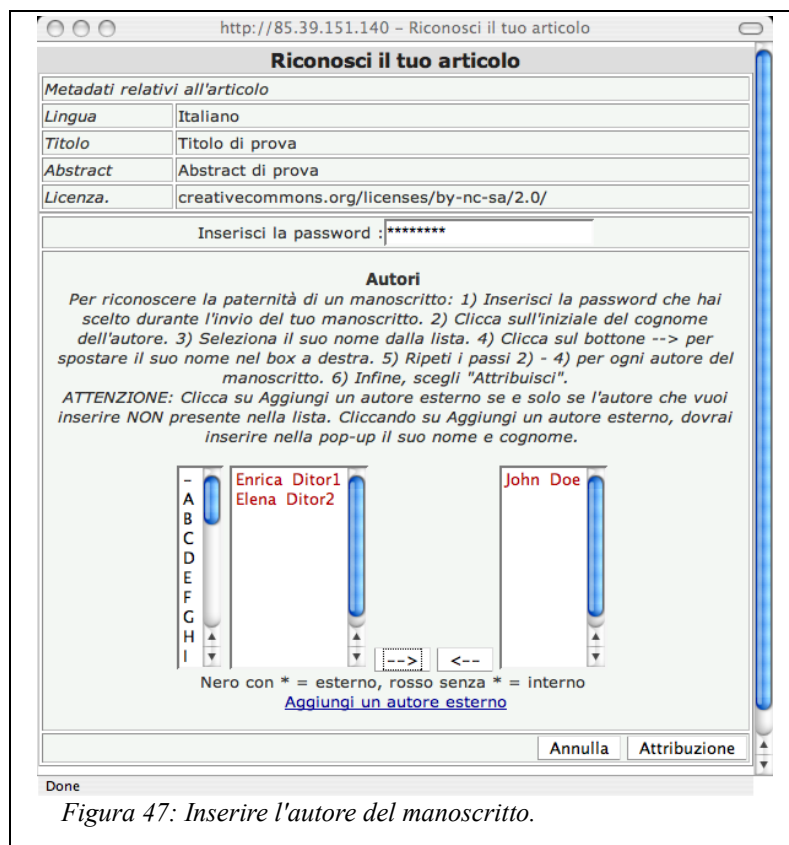 http://85.39.151.140 – Riconosci il tuo articolo
Riconosci il tuo articolo
Metadati relativi all'articolo
Lingua Italiano
Titolo Titolo di prova
Abstract Abstract di prova
Licenza. creativecommons.org/licenses/by-nc-sa/2.0/
Inserisci la password : ********
Autori
Per riconoscere la paternità di un manoscritto: 1) Inserisci la password che hai
scelto durante l'invio del tuo manoscritto. 2) Clicca sull'iniziale del cognome
dell'autore. 3) Seleziona il suo nome dalla lista. 4) Clicca sul bottone --> per
spostare il suo nome nel box a destra. 5) Ripeti i passi 2) - 4) per ogni autore del
manoscritto. 6) Infine, scegli "Attribuisci".
ATTENZIONE: Clicca su Aggiungi un autore esterno se e solo se l'autore che vuoi
inserire NON presente nella lista. Cliccando su Aggiungi un autore esterno, dovrai
inserire nella pop-up il suo nome e cognome.
–
A
B
C
D
E
F
G
H
I
Enrica Ditor1
Elena Ditor2
--> <--
John Doe
Nero con * = esterno, rosso senza * = interno
Aggiungi un autore esterno
Annulla Attribuzione
Done
Figura 47: Inserire l'autore del manoscritto.